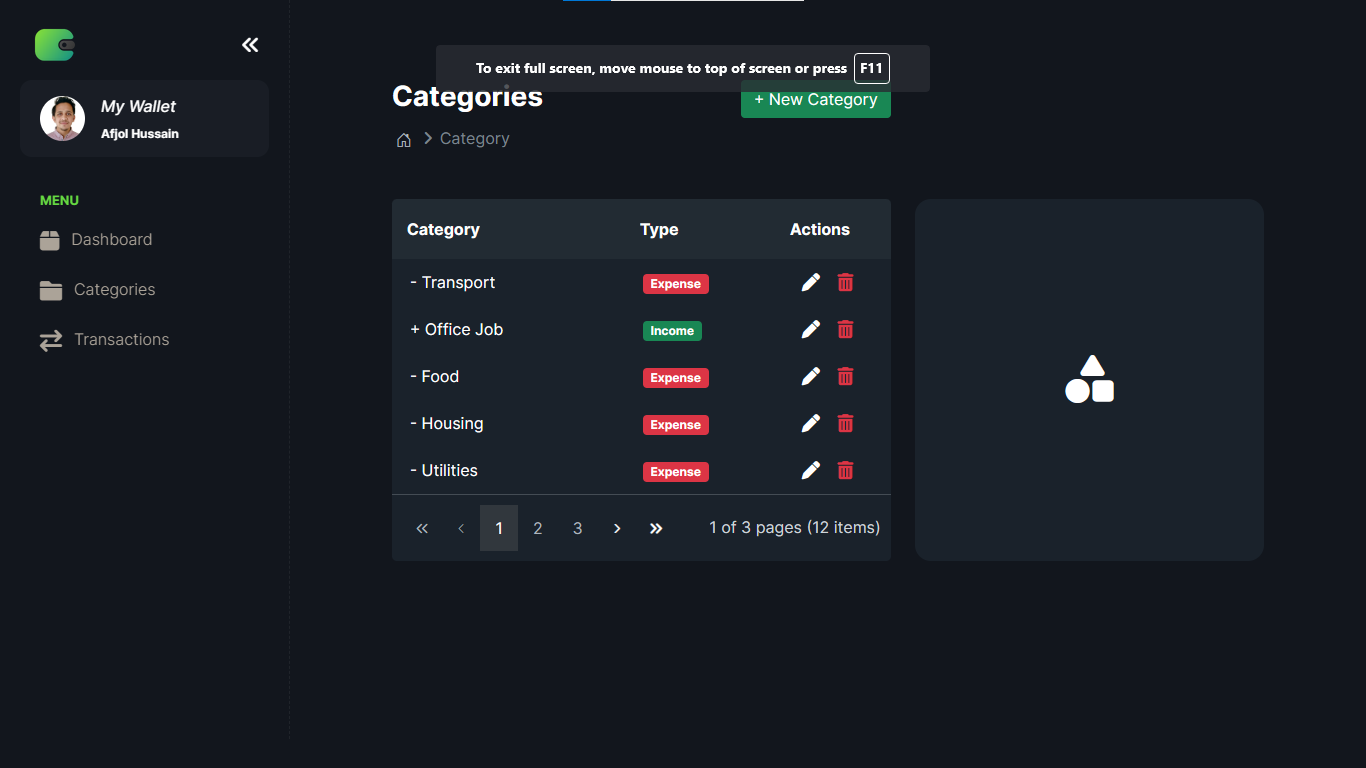 To exit full screen, move mouse to top of screen or press F11
My Wallet
Afjol Hussain
MENU
Dashboard
Categories
Transactions
Categories
+ New Category
Category
Category Type Actions
- Transport Expense
+ Office Job Income
- Food Expense
- Housing Expense
- Utilities Expense
« ‹ 1 2 3 › » 1 of 3 pages (12 items)